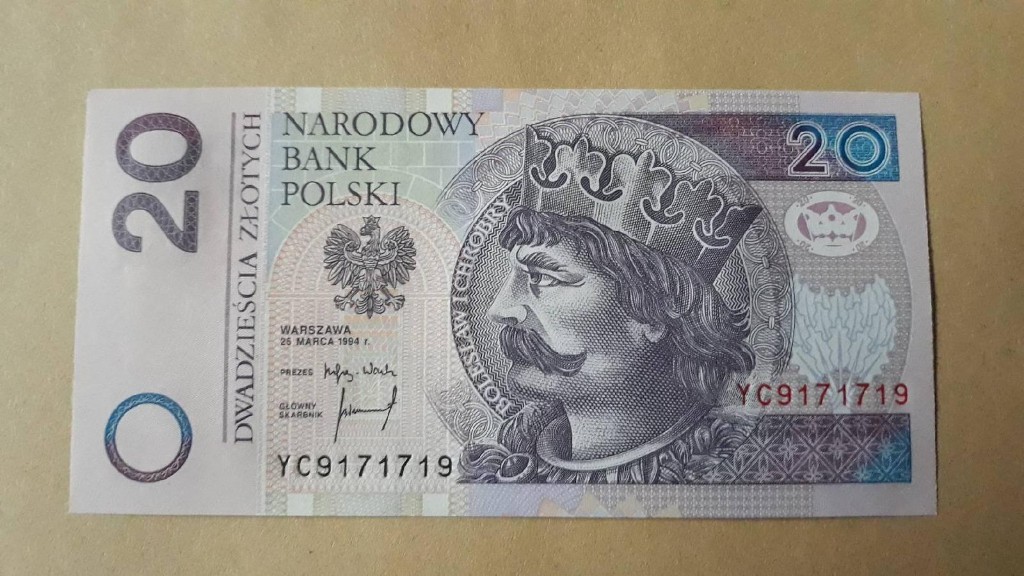 20
DWADZIEŚCIA ZŁOTYCH
NARODOWY
BANK
POLSKI
WARSZAWA
25 MARCA 1994 r.
PREZES
GŁÓWNY
SKARBNIK
YC9171719
BOLESŁAW I CHROBRY
20
YC9171719